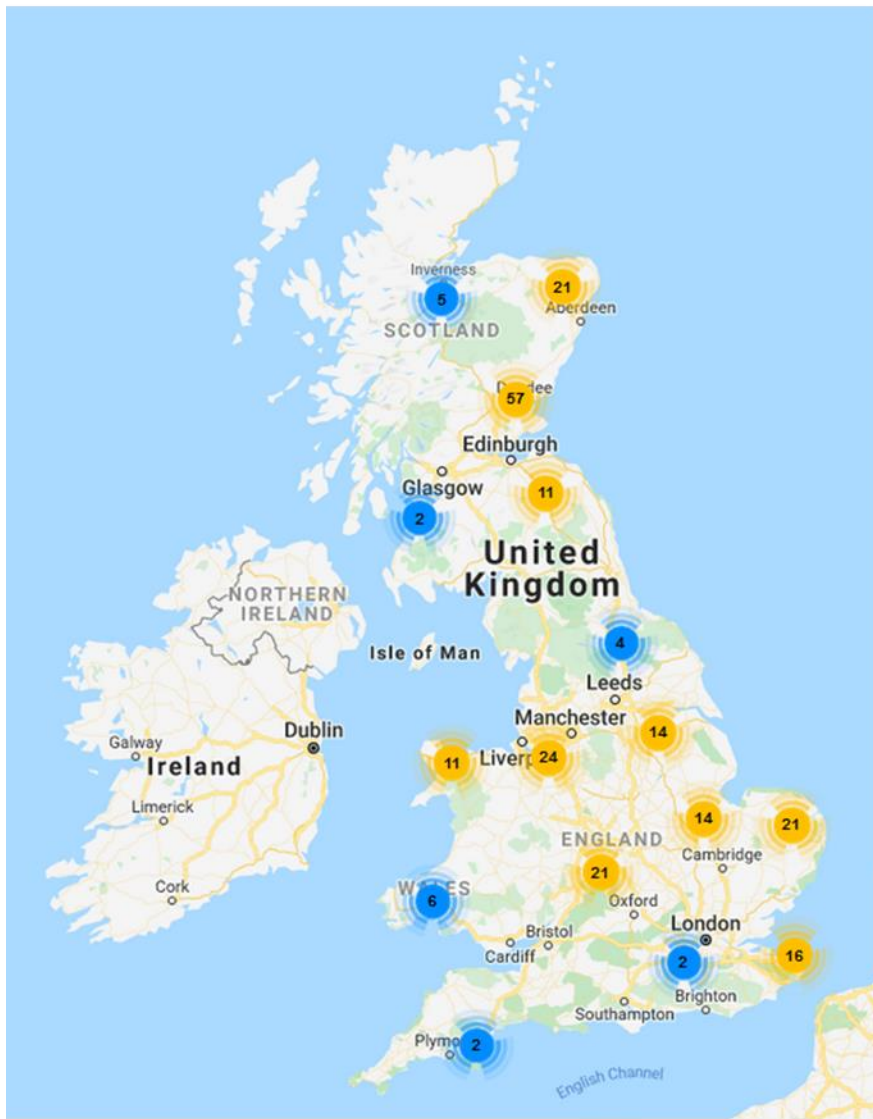 Inverness
5
21
Aberdeen
SCOTLAND
57
Edinburgh
Glasgow
11
2
United
Kingdom
NORTHERN
IRELAND
Isle of Man
4
Leeds
Manchester
14
Dublin
Galway
Ireland
11
24
Limerick
14
21
ENGLAND
Cambridge
21
WALES
6
Cork
Oxford
London
Bristol
Cardiff
2
16
Brighton
Southampton
2
English Channel